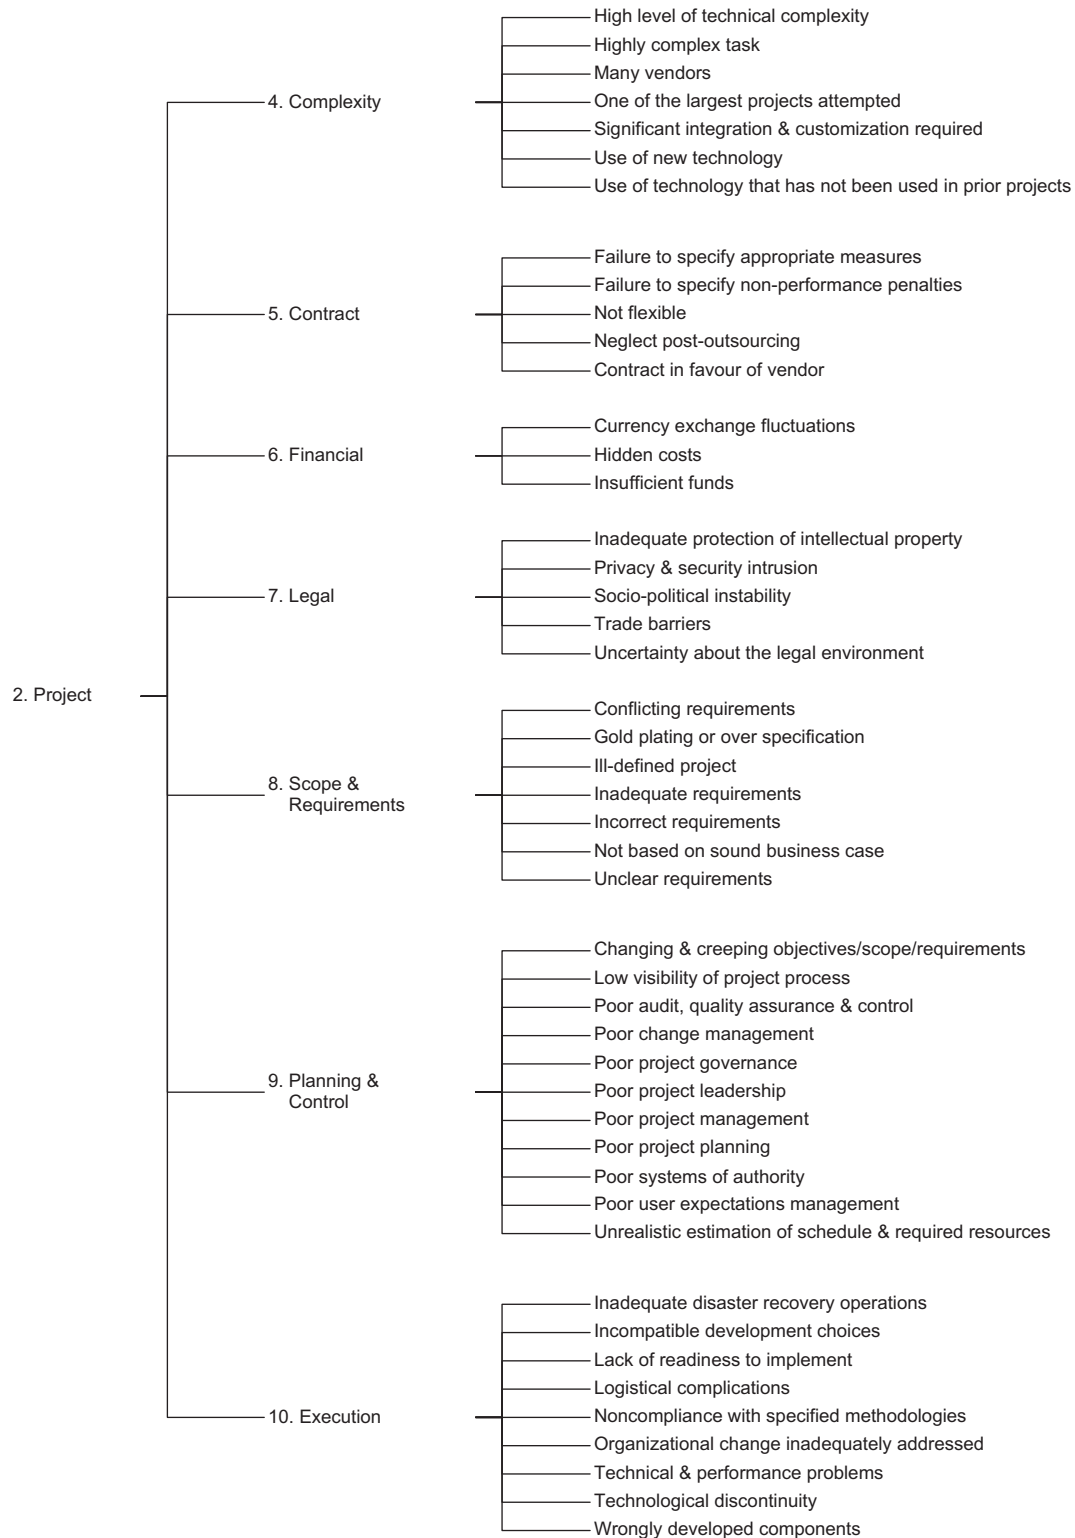 High level of technical complexity
Highly complex task
Many vendors
4. Complexity
One of the largest projects attempted
Significant integration & customization required
Use of new technology
Use of technology that has not been used in prior projects
Failure to specify appropriate measures
Failure to specify non-performance penalties
5. Contract
Not flexible
Neglect post-outsourcing
Contract in favour of vendor
Currency exchange fluctuations
6. Financial
Hidden costs
Insufficient funds
Inadequate protection of intellectual property
Privacy & security intrusion
7. Legal
Socio-political instability
Trade barriers
Uncertainty about the legal environment
2. Project
Conflicting requirements
Gold plating or over specification
Ill-defined project
8. Scope &
Requirements
Inadequate requirements
Incorrect requirements
Not based on sound business case
Unclear requirements
Changing & creeping objectives/scope/requirements
Low visibility of project process
Poor audit, quality assurance & control
Poor change management
Poor project governance
9. Planning &
Control
Poor project leadership
Poor project management
Poor project planning
Poor systems of authority
Poor user expectations management
Unrealistic estimation of schedule & required resources
Inadequate disaster recovery operations
Incompatible development choices
Lack of readiness to implement
Logistical complications
10. Execution
Noncompliance with specified methodologies
Organizational change inadequately addressed
Technical & performance problems
Technological discontinuity
Wrongly developed components